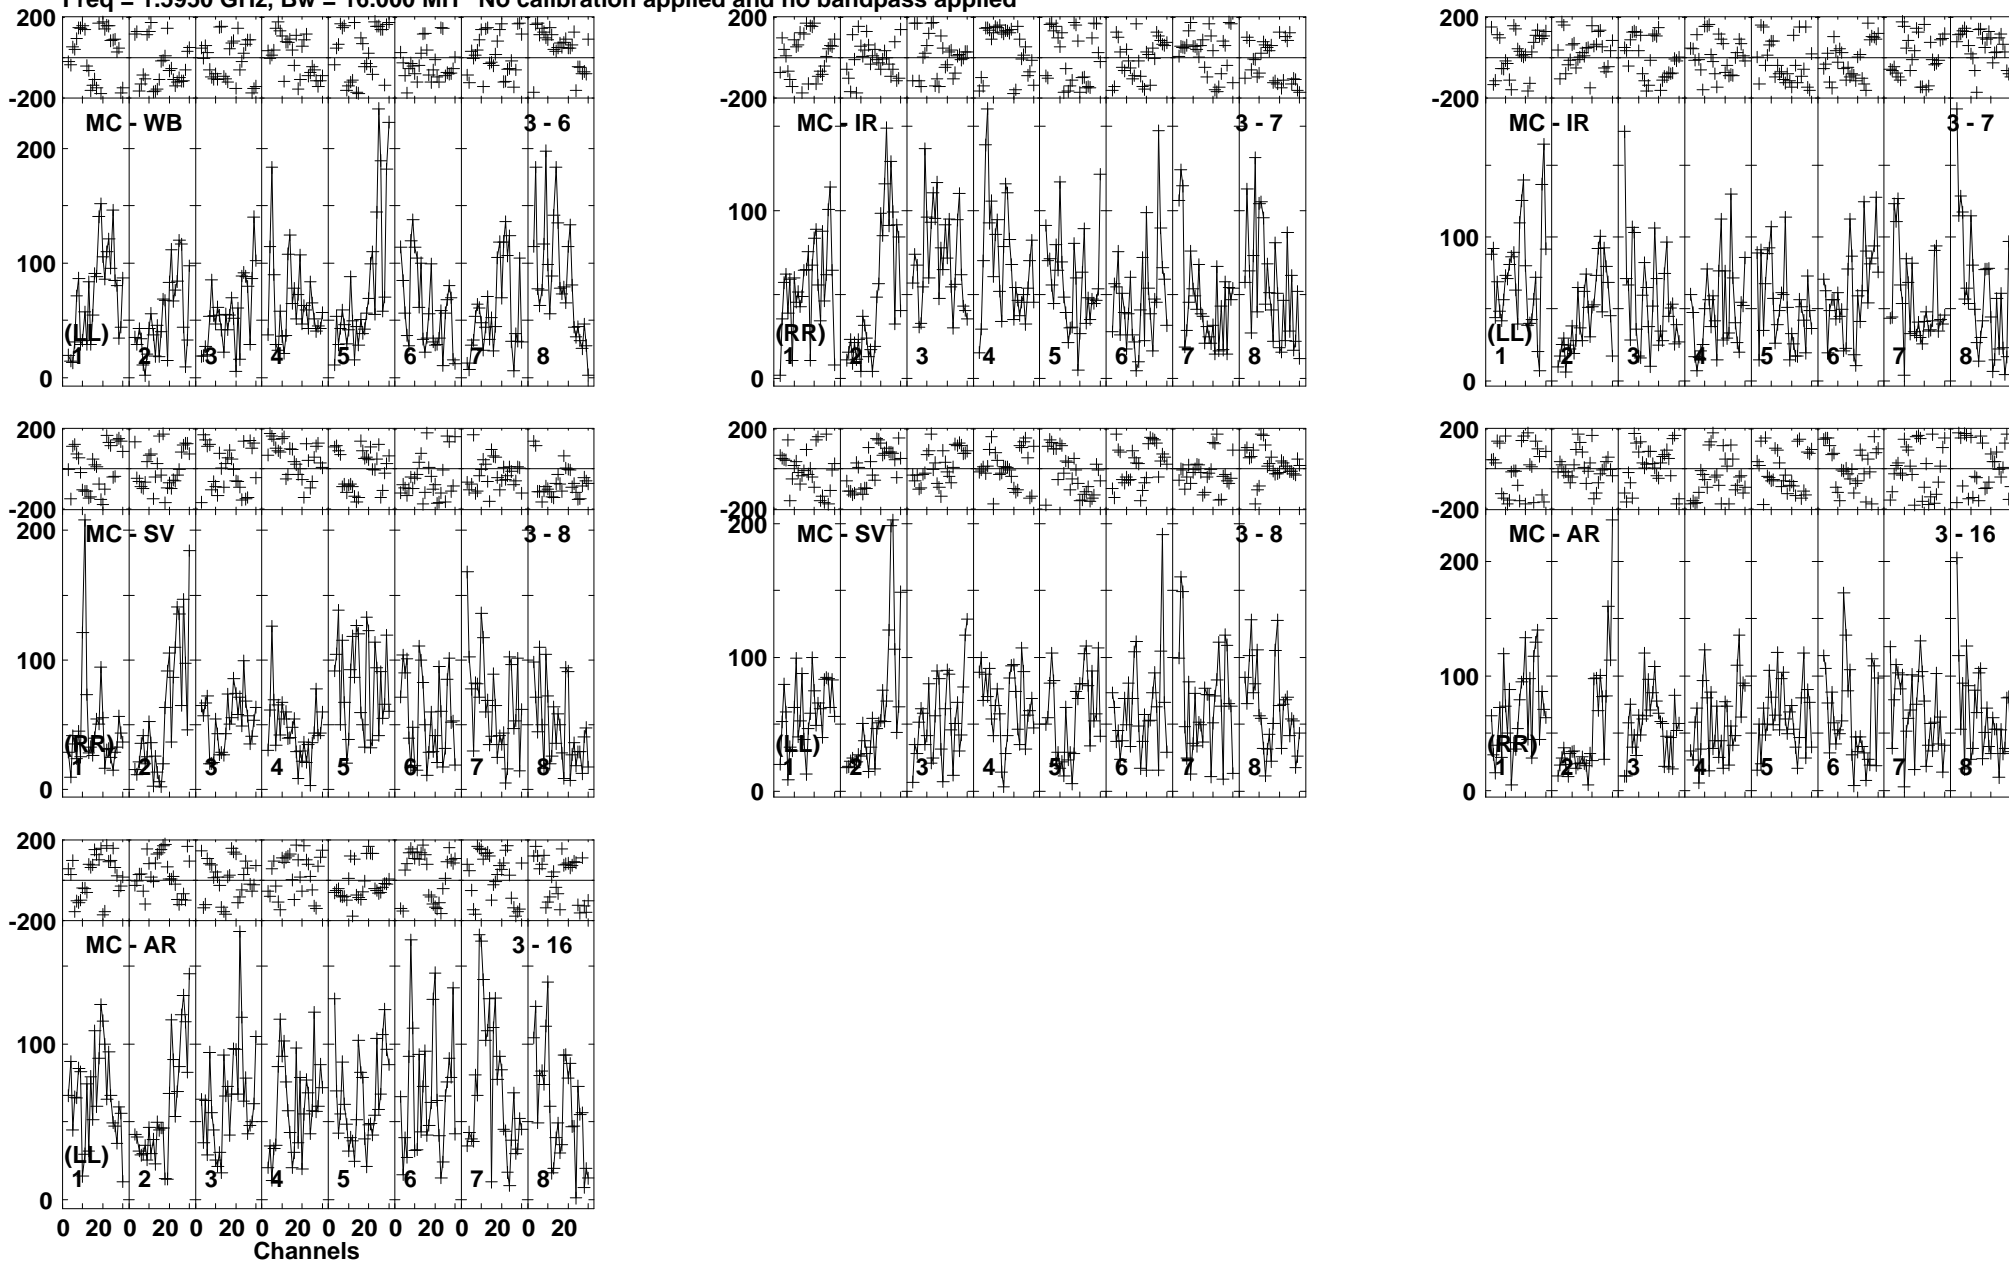 Freq = 1.5950 GHz, Bw = 16.000 MH No calibration applied and no bandpass applied
200 200 200
-200 -200 -200
MC - WB 3 - 6 MC - IR 3 - 7 MC - IR 3 - 7
200
100 100 100
(LL) (RR) (LL)
1 2 3 4 5 6 7 8 1 2 3 4 5 6 7 8 1 2 3 4 5 6 7 8
0 0 0
200 200 200
-200 -200 -200
200 200
MC - SV 3 - 8 MC - SV 3 - 8 MC - AR 3 - 16
200
100 100 100
(RR) (LL) (RR)
1 2 3 4 5 6 7 8 1 2 3 4 5 6 7 8 1 2 3 4 5 6 7 8
0 0 0
200
-200
MC - AR 3 - 16
100
(LL)
1 2 3 4 5 6 7 8
0
0 20 0 20 0 20 0 20 0 20 0 20 0 20 0 20
Channels